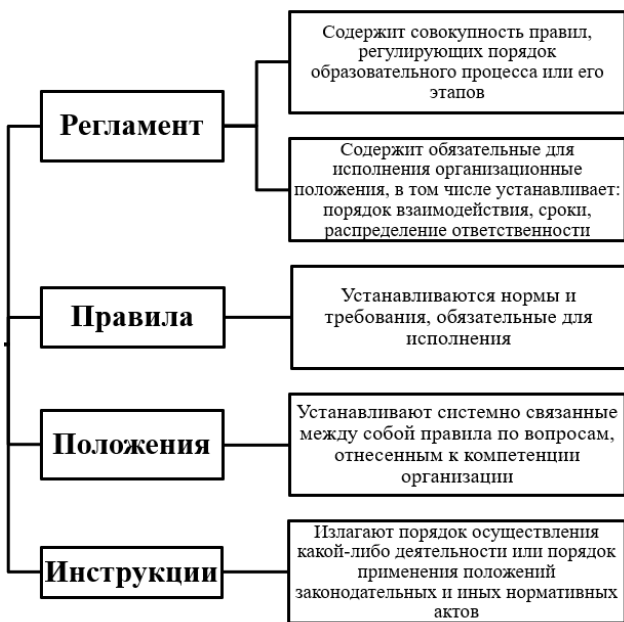 Регламент
Содержит совокупность правил,
регулирующих порядок
образовательного процесса или его
этапов
Содержит обязательные для
исполнения организационные
положения, в том числе устанавливает:
порядок взаимодействия, сроки,
распределение ответственности
Правила
Устанавливаются нормы и
требования, обязательные для
исполнения
Положения
Устанавливают системно связанные
между собой правила по вопросам,
отнесенным к компетенции
организации
Инструкции
Излагают порядок осуществления
какой-либо деятельности или порядок
применения положений
законодательных и иных нормативных
актов